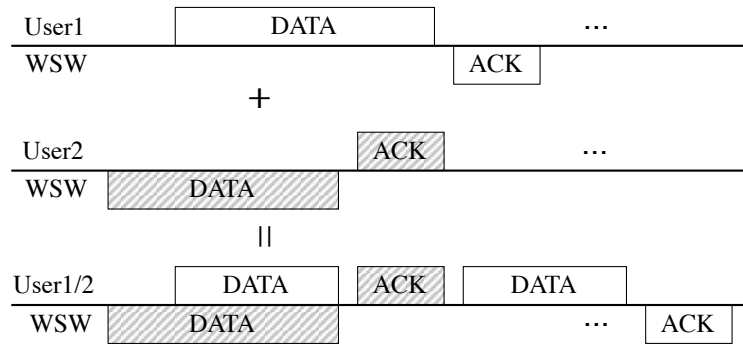 User1 DATA ...
WSW ACK
+
User2 ACK ...
WSW DATA
=
User1/2 DATA ACK DATA
WSW DATA ... ACK